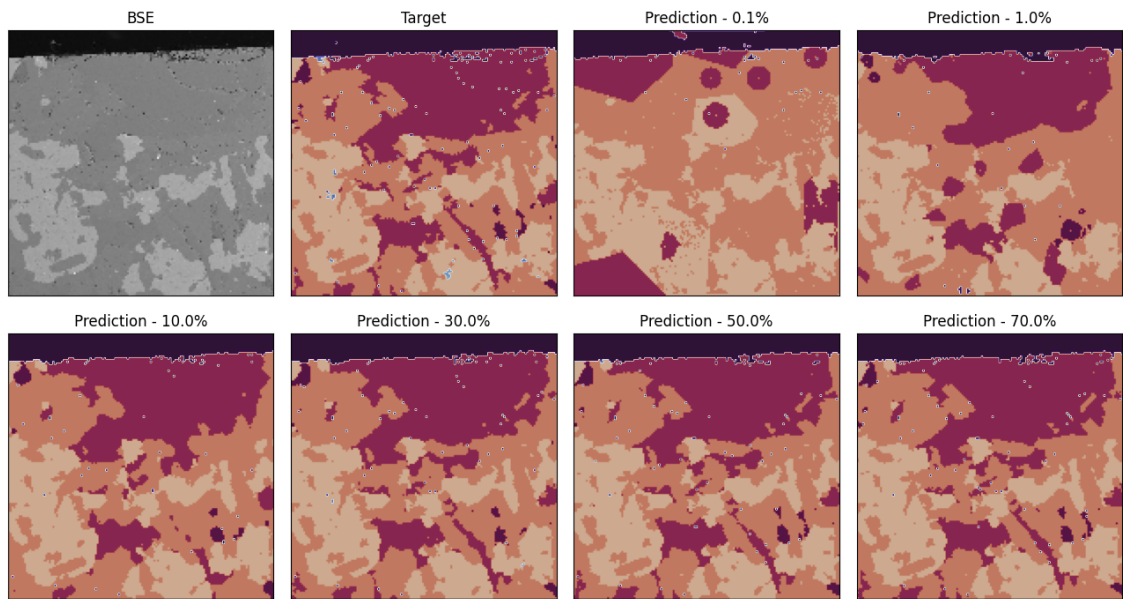 BSE
Target
Prediction - 0.1%
Prediction - 1.0%
Prediction - 10.0%
Prediction - 30.0%
Prediction - 50.0%
Prediction - 70.0%